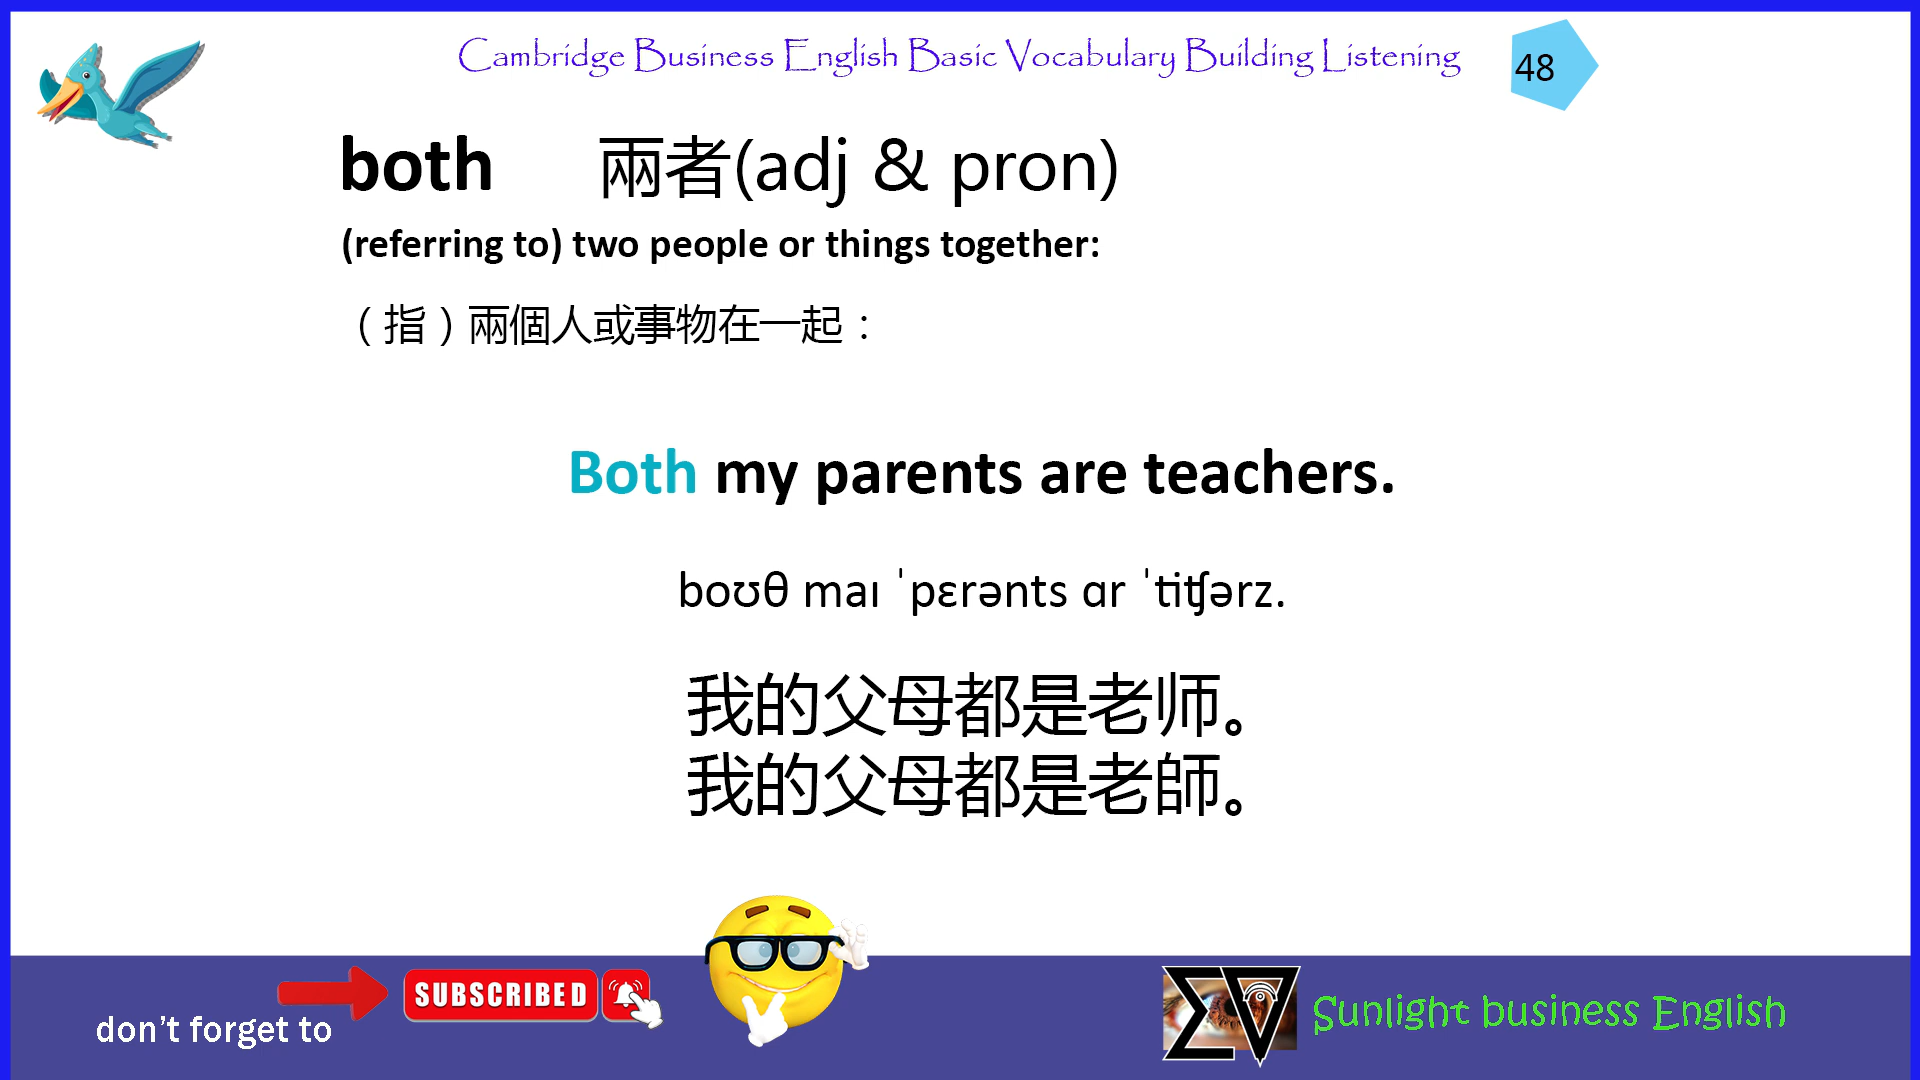 Cambridge Business English Basic Vocabulary Building Listening
48
both 兩者(adj & pron)
(referring to) two people or things together:
（指）兩個人或事物在一起：
Both my parents are teachers.
boʊθ maɪ ˈpɛrənts ɑr ˈtiʧərz.
我的父母都是老师。
我的父母都是老師。
don’t forget to
SUBSCRIBED
Sunlight business English